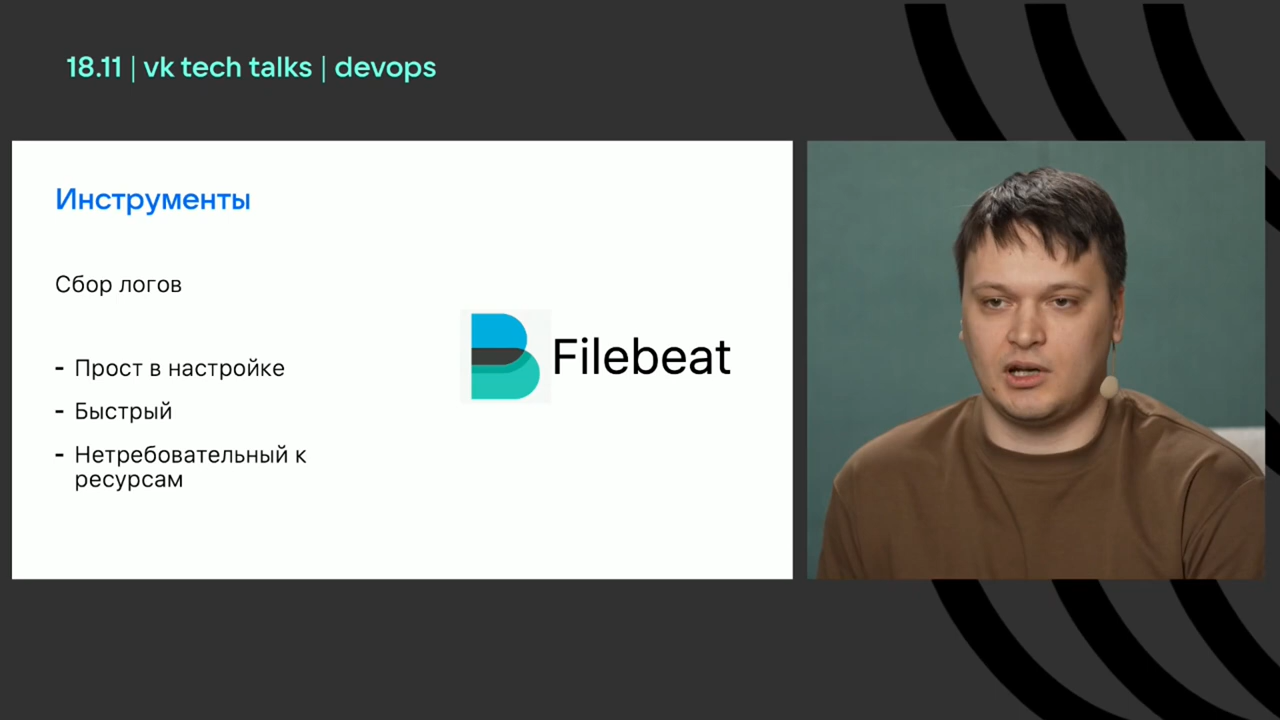 18.11 | vk tech talks | devops
Инструменты
Сбор логов
- Прост в настройке
- Быстрый
- Нетребовательный к
ресурсам
Filebeat